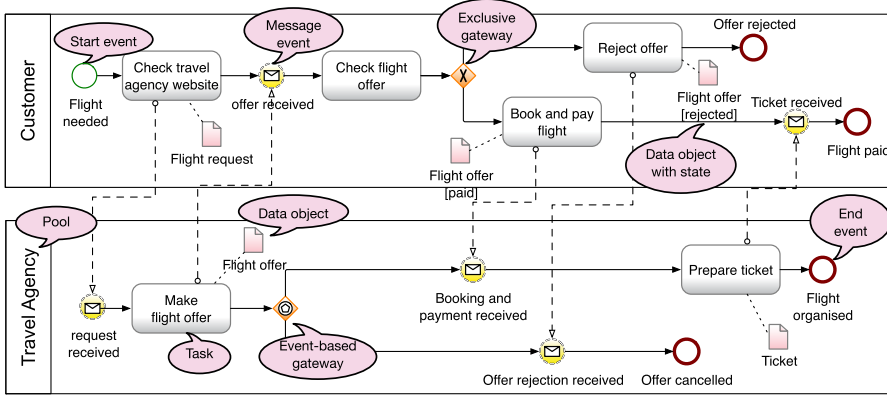 Customer
Start event
Flight
needed
Check travel
agency website
Flight request
Message
event
offer received
Check flight
offer
Exclusive
gateway
X
Reject offer
Offer rejected
Flight offer
[rejected]
Book and pay
flight
Flight offer
[paid]
Data object
with state
Ticket received
Flight paid
Travel Agency
Pool
request
received
Make
flight offer
Task
Data object
Flight offer
Event-based
gateway
Booking and
payment received
Offer rejection received
Offer cancelled
Prepare ticket
Ticket
End
event
Flight
organised